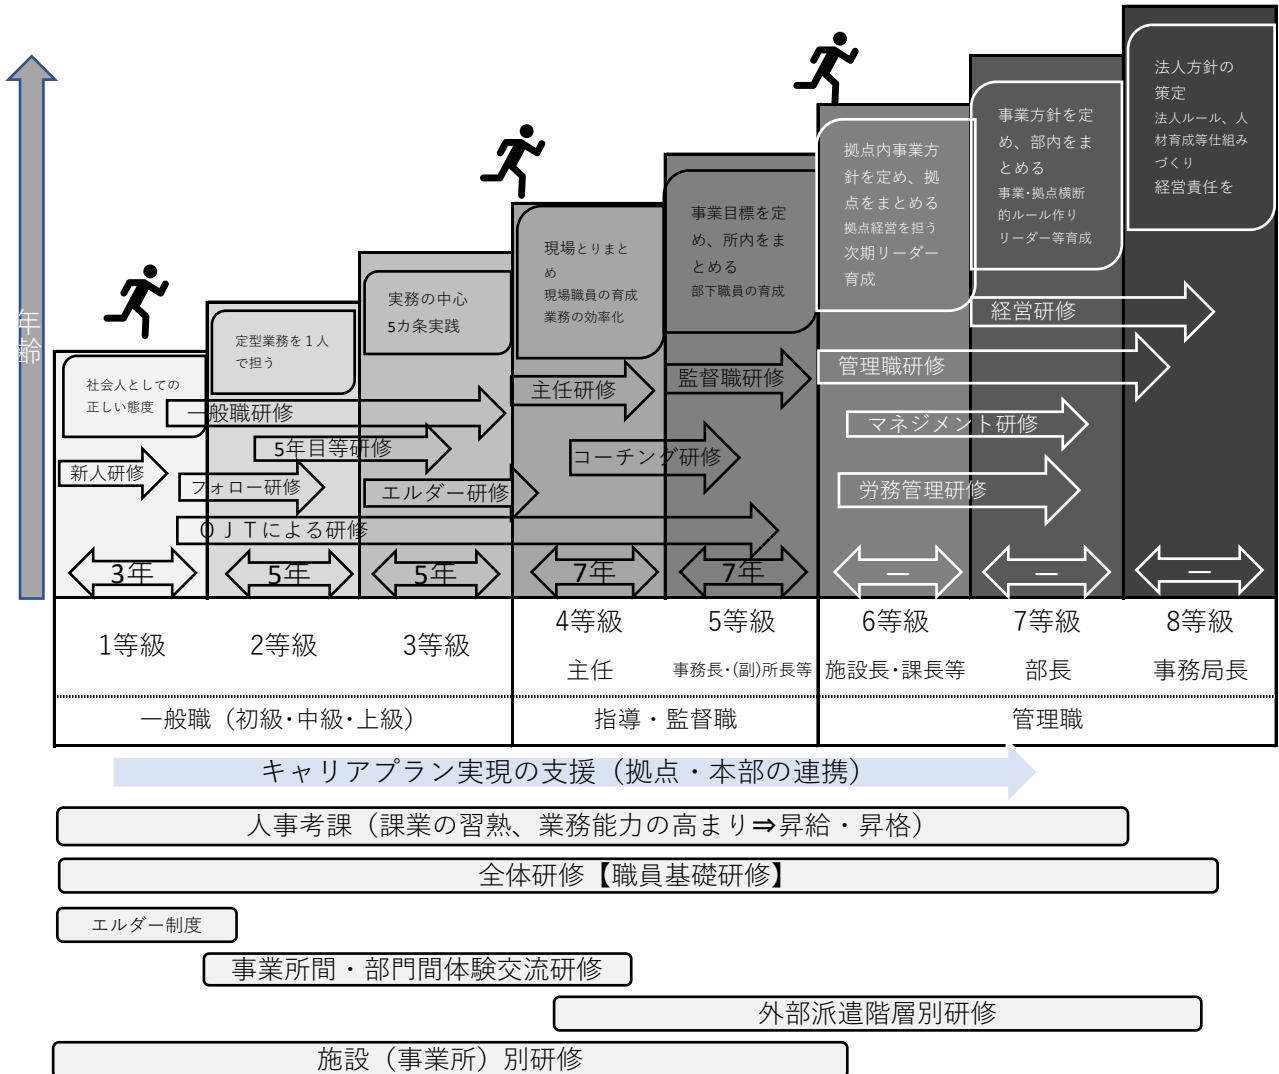 年齢
社会人としての
正しい態度
定型業務を１人
で担う
実務の中心
5カ条実践
現場とりまと
め
現場職員の育成
業務の効率化
事業目標を定
め、所内をま
とめる
部下職員の育成
拠点内事業方
針を定め、拠
点をまとめる
拠点経営を担う
次期リーダー
育成
事業方針を定
め、部内をま
とめる
事業・拠点横断
的ルール作り
リーダー等育成
法人方針の
策定
法人ルール、人
材育成等仕組み
づくり
経営責任を
経営研修
管理職研修
監督職研修
主任研修
一般職研修
マネジメント研修
5年目等研修
コーチング研修
新人研修
フォロー研修
エルダー研修
労務管理研修
ＯＪＴによる研修
3年
5年
5年
7年
7年
―
―
―
1等級
2等級
3等級
4等級
主任
5等級
事務長・(副)所長等
6等級
施設長・課長等
7等級
部長
8等級
事務局長
一般職（初級・中級・上級）
指導・監督職
管理職
キャリアプラン実現の支援（拠点・本部の連携）
人事考課（課業の習熟、業務能力の高まり⇒昇給・昇格）
全体研修【職員基礎研修】
エルダー制度
事業所間・部門間体験交流研修
外部派遣階層別研修
施設（事業所）別研修